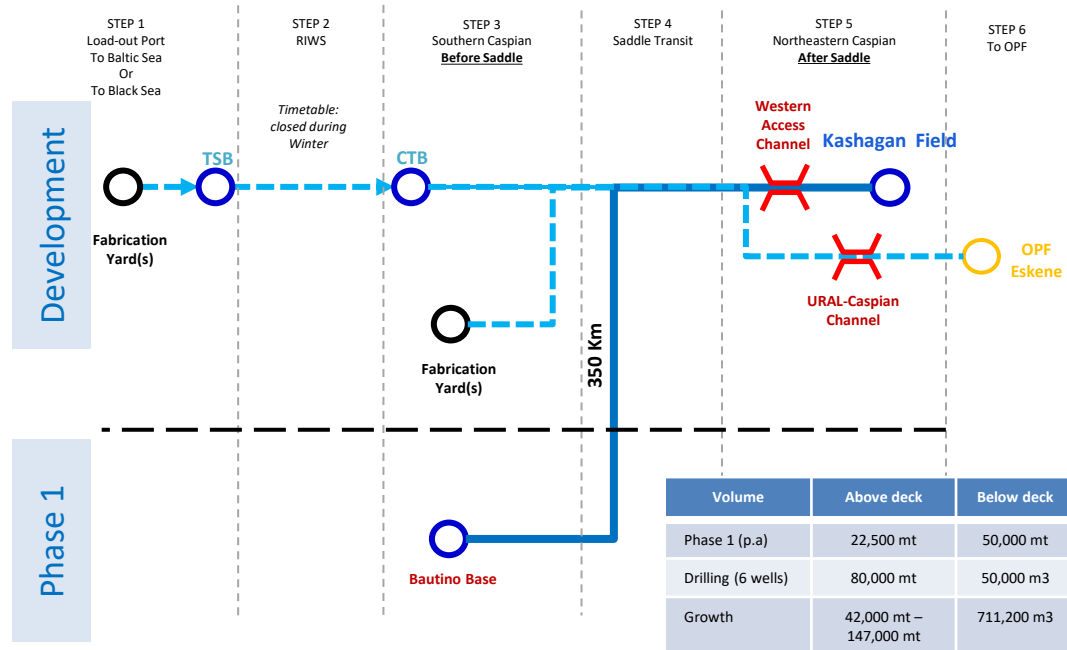 STEP 1
Load-out Port
To Baltic Sea
Or
To Black Sea
STEP 2
RIWS
STEP 3
Southern Caspian
Before Saddle
STEP 4
Saddle Transit
STEP 5
Northeastern Caspian
After Saddle
STEP 6
To OPF
Development
Timetable:
closed during
Winter
Western
Access
Channel
Kashagan Field
TSB
CTB
Fabrication
Yard(s)
OPF
Eskene
URAL-Caspian
Channel
Fabrication
Yard(s)
350 Km
Phase 1
Bautino Base
Volume Above deck Below deck
Phase 1 (p.a) 22,500 mt 50,000 mt
Drilling (6 wells) 80,000 mt 50,000 m3
Growth 42,000 mt – 711,200 m3
147,000 mt